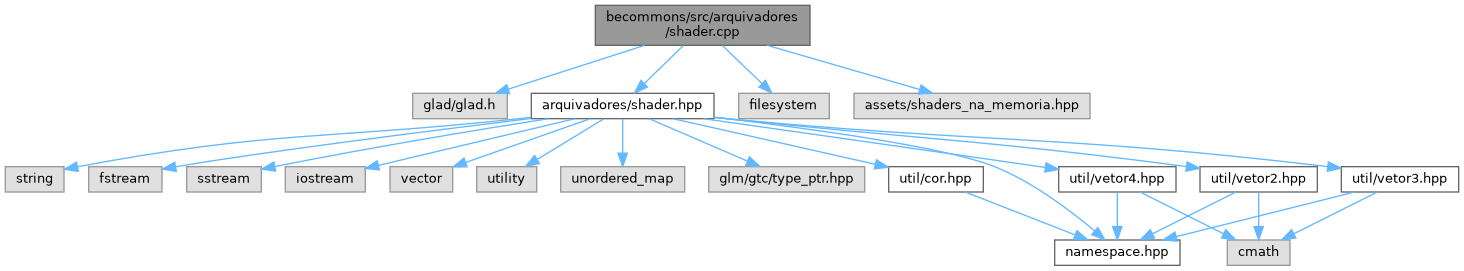 becommons/src/arquivadores
/shader.cpp
glad/glad.h
arquivadores/shader.hpp
filesystem
assets/shaders_na_memoria.hpp
string
fstream
sstream
iostream
vector
utility
unordered_map
glm/gtc/type_ptr.hpp
util/cor.hpp
util/vetor4.hpp
util/vetor2.hpp
util/vetor3.hpp
namespace.hpp
cmath